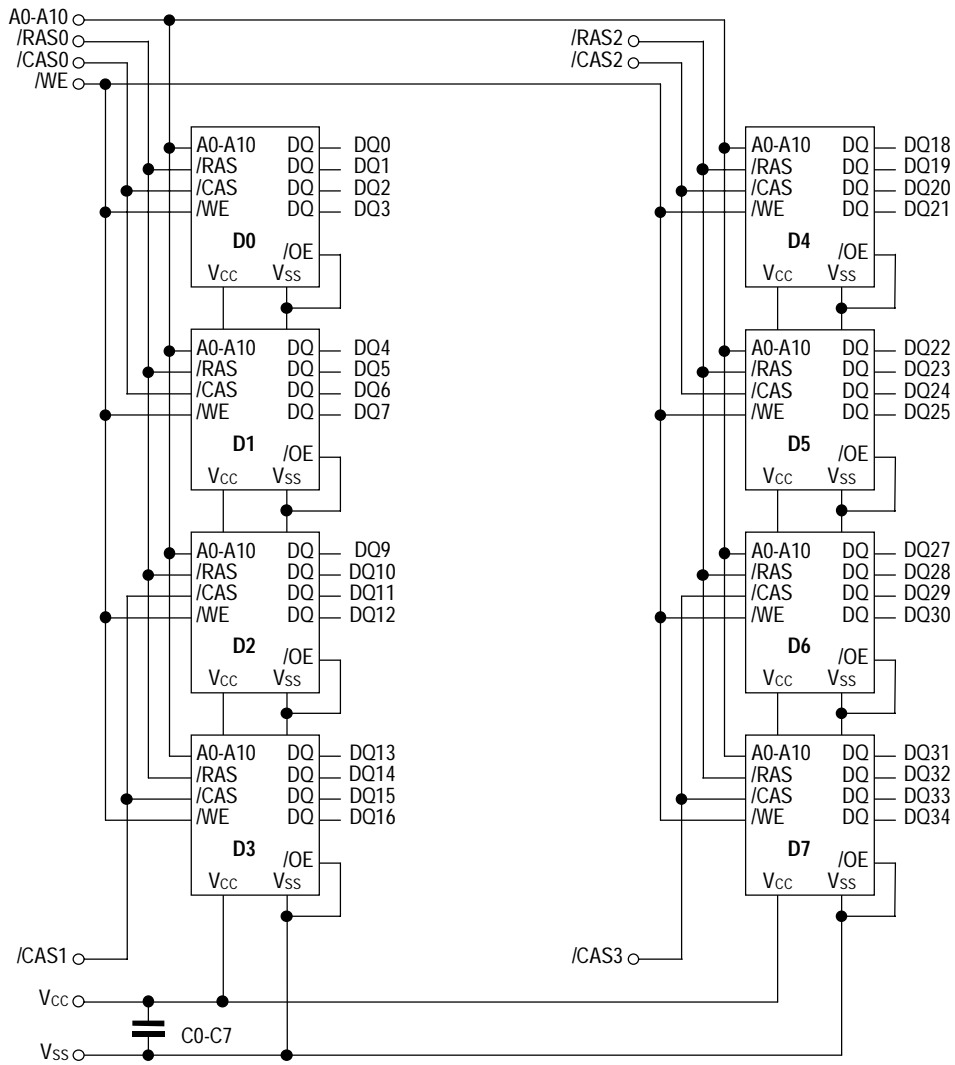 A0-A10
/RAS0
/CAS0
/WE
/RAS2
/CAS2
A0-A10 DQ DQ0
/RAS DQ DQ1
/CAS DQ DQ2
/WE DQ DQ3
D0
/OE
Vcc Vss
A0-A10 DQ DQ4
/RAS DQ DQ5
/CAS DQ DQ6
/WE DQ DQ7
D1
/OE
Vcc Vss
A0-A10 DQ DQ9
/RAS DQ DQ10
/CAS DQ DQ11
/WE DQ DQ12
D2
/OE
Vcc Vss
A0-A10 DQ DQ13
/RAS DQ DQ14
/CAS DQ DQ15
/WE DQ DQ16
D3
/OE
Vcc Vss
A0-A10 DQ DQ18
/RAS DQ DQ19
/CAS DQ DQ20
/WE DQ DQ21
D4
/OE
Vcc Vss
A0-A10 DQ DQ22
/RAS DQ DQ23
/CAS DQ DQ24
/WE DQ DQ25
D5
/OE
Vcc Vss
A0-A10 DQ DQ27
/RAS DQ DQ28
/CAS DQ DQ29
/WE DQ DQ30
D6
/OE
Vcc Vss
A0-A10 DQ DQ31
/RAS DQ DQ32
/CAS DQ DQ33
/WE DQ DQ34
D7
/OE
Vcc Vss
/CAS1
/CAS3
Vcc
C0-C7
Vss